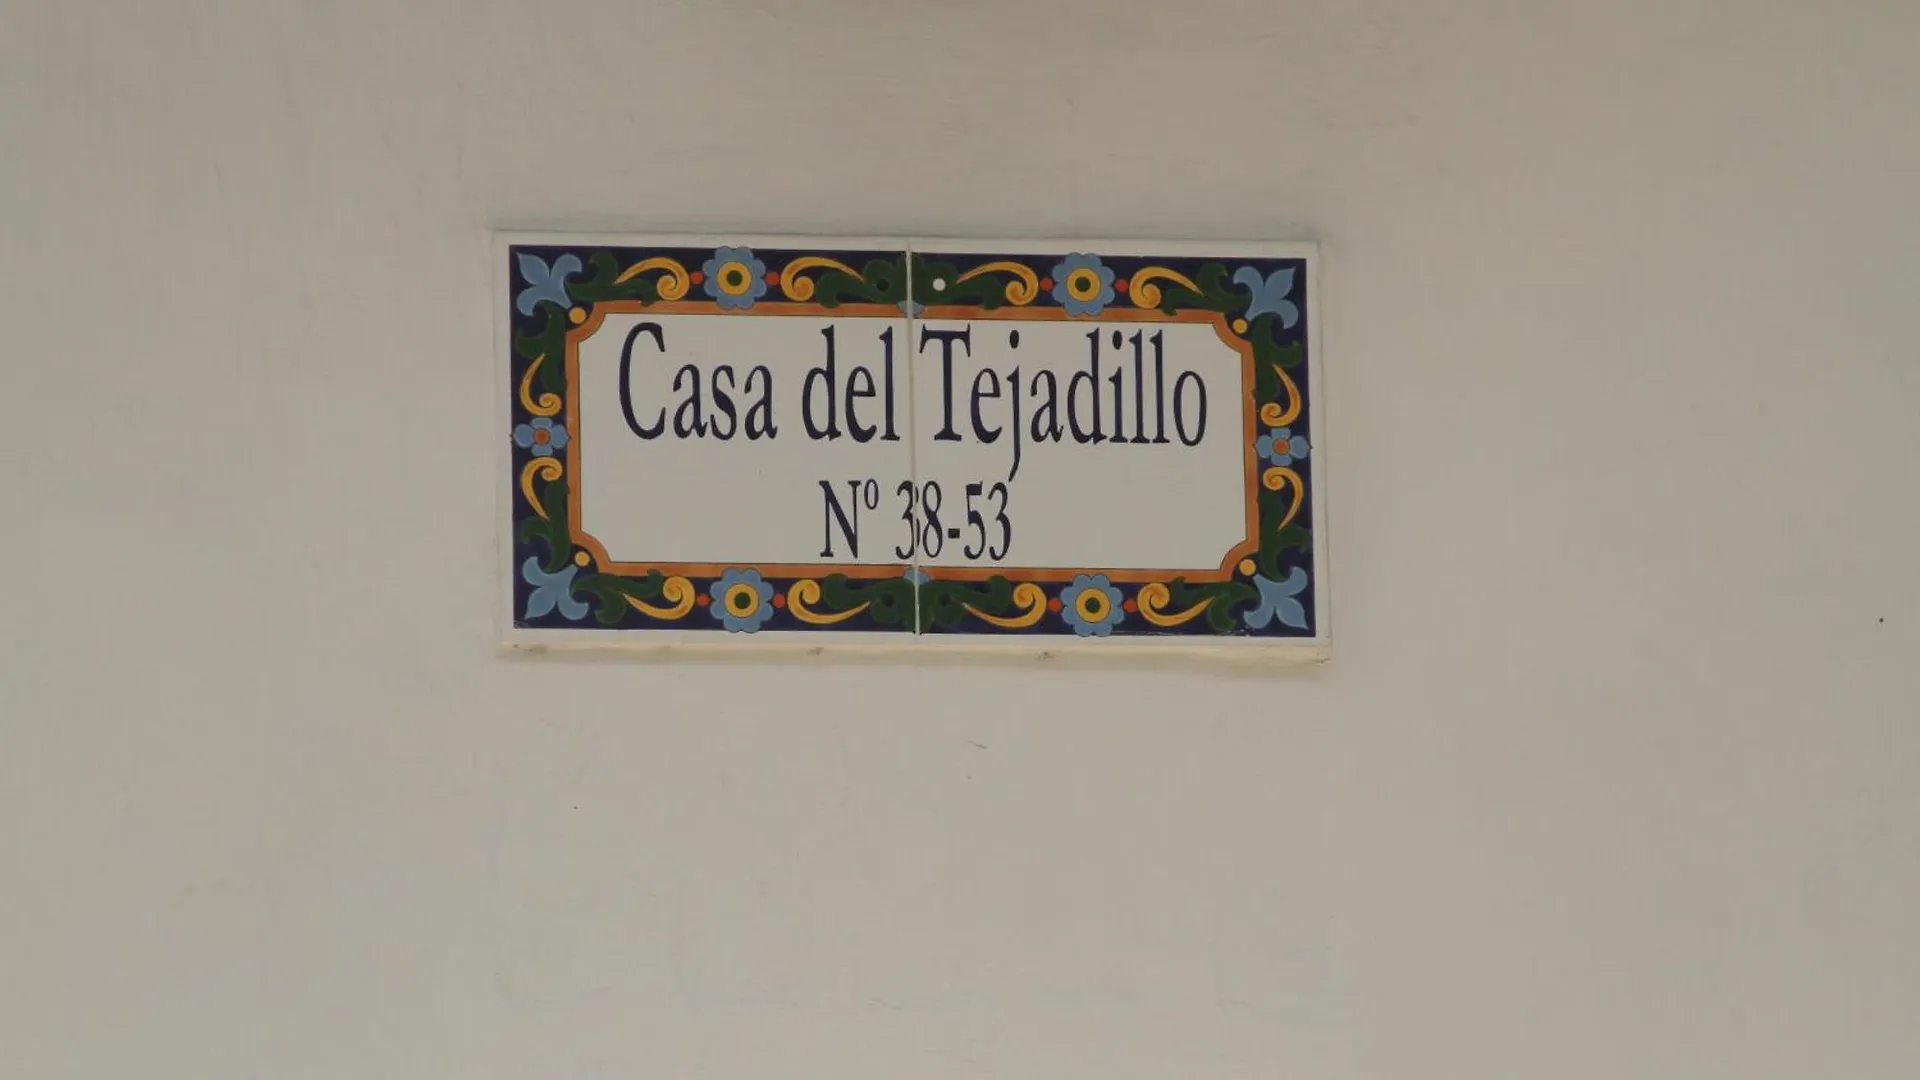 Casa del Tejadillo
Nº 38-53